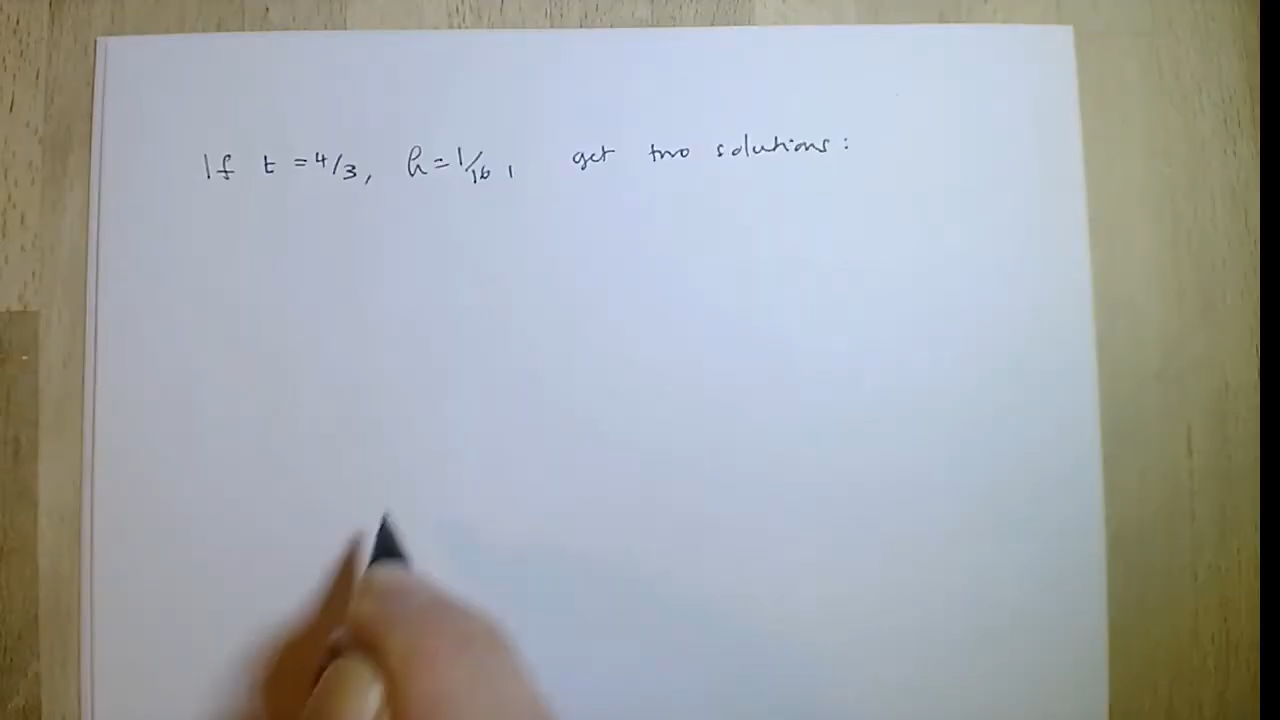 If t = 4/3, h = 1/16, get two solutions: